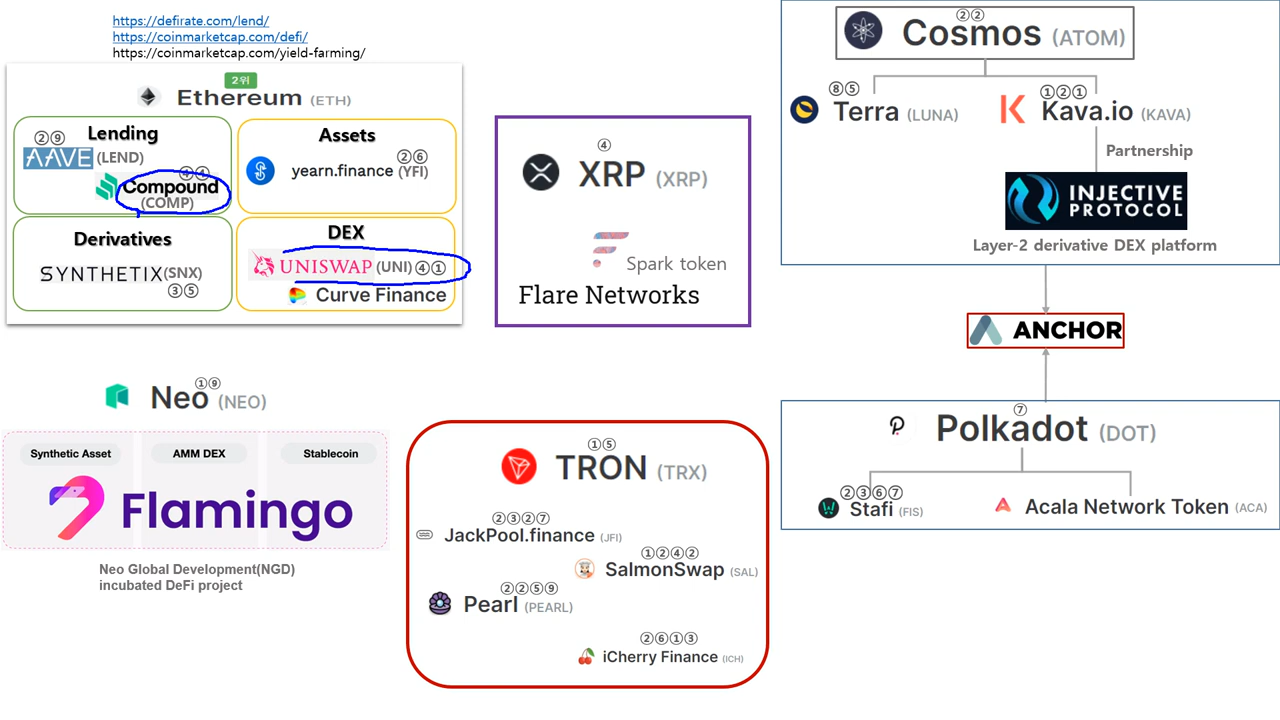 https://defirate.com/lend/
https://coinmarketcap.com/defi/
https://coinmarketcap.com/yield-farming/
2위
Ethereum (ETH)
Lending
②⑨
AAVE (LEND)
④④
Compound
(COMP)
Assets
②⑥
yearn.finance (YFI)
Derivatives
SYNTHETIX (SNX)
③⑤
DEX
UNISWAP (UNI) ④①
Curve Finance
④
XRP (XRP)
Spark token
Flare Networks
②②
Cosmos (ATOM)
⑧⑤
Terra (LUNA)
①②①
Kava.io (KAVA)
Partnership
INJECTIVE
PROTOCOL
Layer-2 derivative DEX platform
ANCHOR
⑦
Polkadot (DOT)
②③⑥⑦
Stafi (FIS)
Acala Network Token (ACA)
①⑨
Neo (NEO)
Synthetic Asset
AMM DEX
Stablecoin
Flamingo
Neo Global Development(NGD)
incubated DeFi project
①⑤
TRON (TRX)
②③②⑦
JackPool.finance (JFI)
①②④②
SalmonSwap (SAL)
②②⑤⑨
Pearl (PEARL)
②⑥①③
iCherry Finance (ICH)